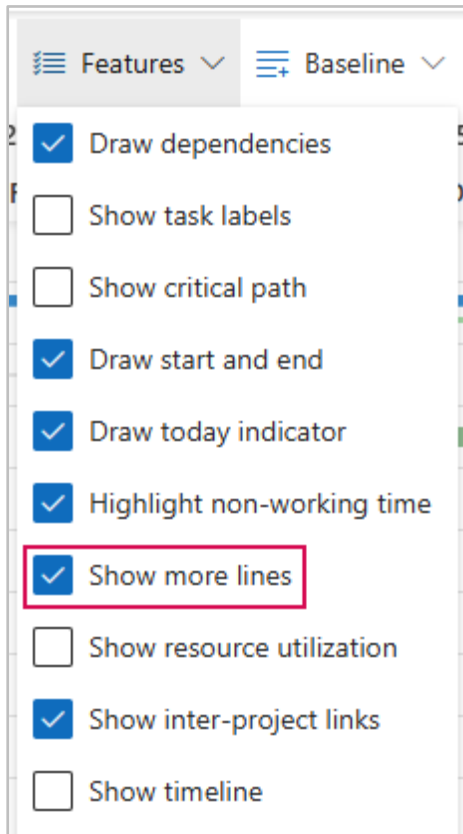 Features Baseline
Draw dependencies
Show task labels
Show critical path
Draw start and end
Draw today indicator
Highlight non-working time
Show more lines
Show resource utilization
Show inter-project links
Show timeline